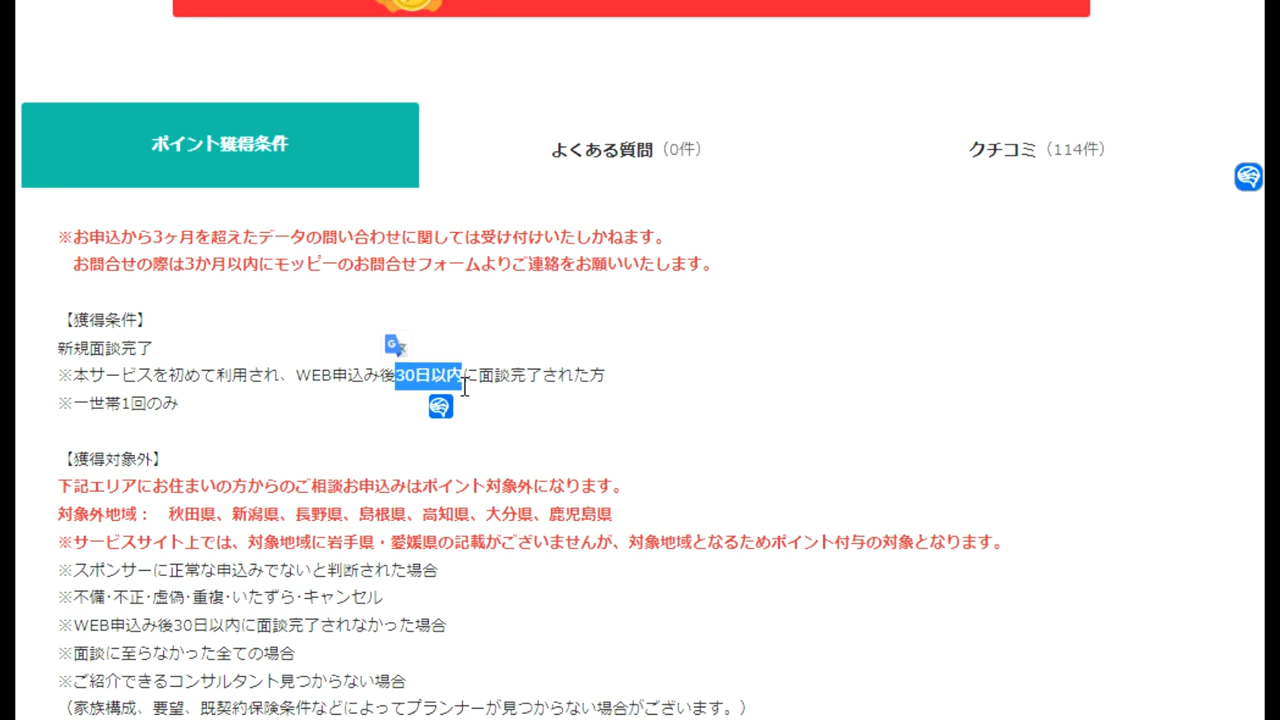 ポイント獲得条件
よくある質問（0件）
クチコミ（114件）
※お申込から3ヶ月を超えたデータの問い合わせに関しては受け付けいたしかねます。
お問合せの際は3か月以内にモッピーのお問合せフォームよりご連絡をお願いいたします。
【獲得条件】
新規面談完了
※本サービスを初めて利用され、WEB申込み後30日以内に面談完了された方
※一世帯1回のみ
【獲得対象外】
下記エリアにお住まいの方からのご相談お申込みはポイント対象外になります。
対象外地域： 秋田県、新潟県、長野県、島根県、高知県、大分県、鹿児島県
※サービスサイト上では、対象地域に岩手県・愛媛県の記載がございませんが、対象地域となるためポイント付与の対象となります。
※スポンサーに正常な申込みでないと判断された場合
※不備･不正･虚偽･重複･いたずら･キャンセル
※WEB申込み後30日以内に面談完了されなかった場合
※面談に至らなかった全ての場合
※ご紹介できるコンサルタント見つからない場合
（家族構成、要望、既契約保険条件などによってプランナーが見つからない場合がございます。）